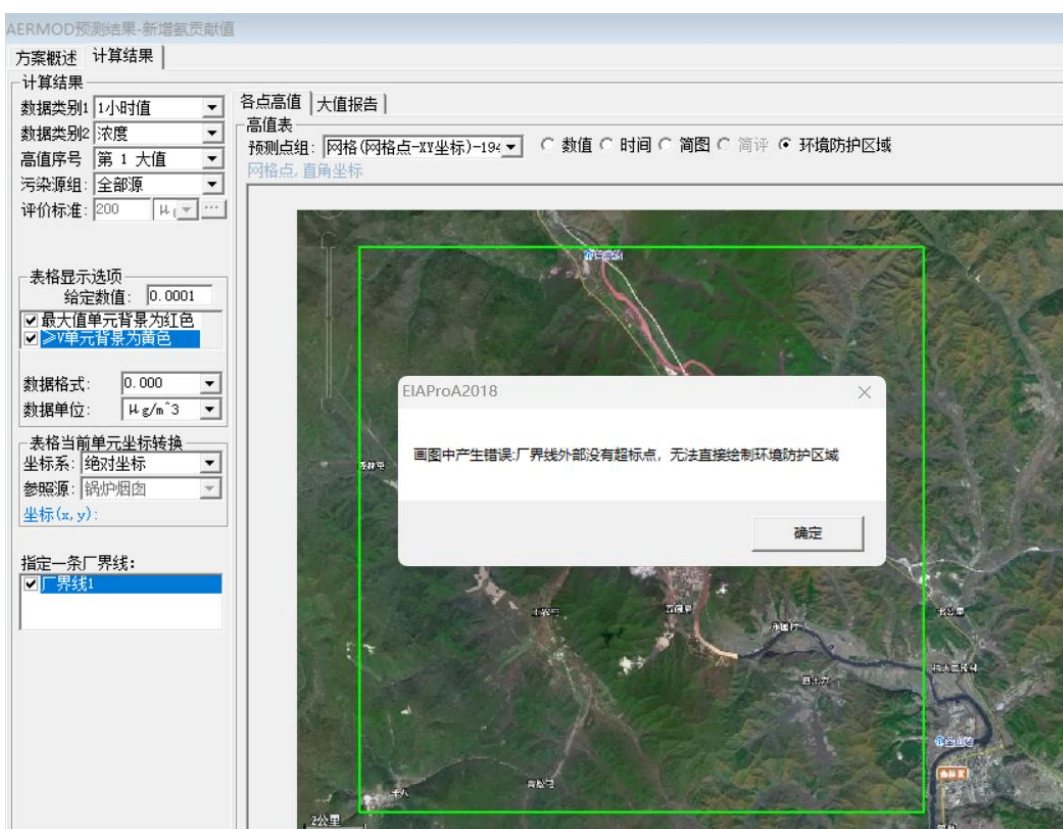 AERMOD预测结果-新增氨贡献值
方案概述 计算结果
计算结果
数据类别1 1小时值
数据类别2 浓度
高值序号 第 1 大值
污染源组: 全部源
评价标准: 200
表格显示选项
给定数值: 0.0001
最大值单元背景为红色
≥V单元背景为黄色
数据格式: 0.000
数据单位: μg/m^3
表格当前单元坐标转换
坐标系: 绝对坐标
参照源: 锅炉烟囱
坐标(x,y):
指定一条厂界线:
厂界线1
各点高值 大值报告
高值表
预测点组: 网格(网格点-XY坐标)-194 数值 时间 简图 简评 环境防护区域
网格点,直角坐标
EIAProA2018
画图中产生错误:厂界线外部没有超标点，无法直接绘制环境防护区域
确定
2公里